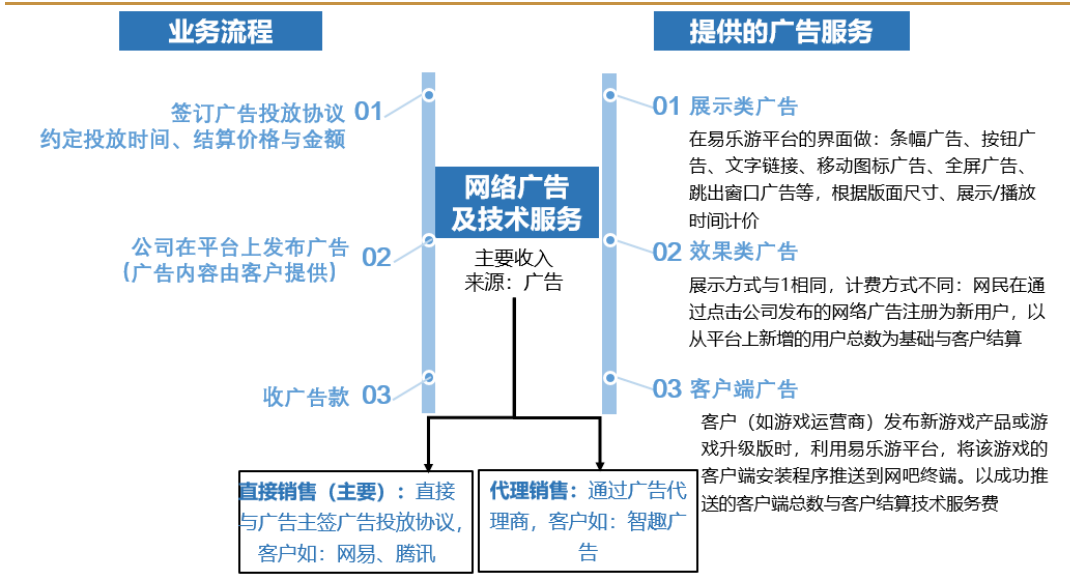 业务流程
提供的广告服务
签订广告投放协议 01
约定投放时间、结算价格与金额
公司在平台上发布广告 02
（广告内容由客户提供）
收广告款 03
网络广告
及技术服务
主要收入
来源：广告
直接销售（主要）：直接
与广告主签广告投放协议，
客户如：网易、腾讯
代理销售：通过广告代
理商，客户如：智趣广
告
01 展示类广告
在易乐游平台的界面做：条幅广告、按钮广
告、文字链接、移动图标广告、全屏广告、
跳出窗口广告等，根据版面尺寸、展示/播放
时间计价
02 效果类广告
展示方式与1相同，计费方式不同：网民在通
过点击公司发布的网络广告注册为新用户，以
从平台上新增的用户总数为基础与客户结算
03 客户端广告
客户（如游戏运营商）发布新游戏产品或游
戏升级版时，利用易乐游平台，将该游戏的
客户端安装程序推送到网吧终端。以成功推
送的客户端总数与客户结算技术服务费